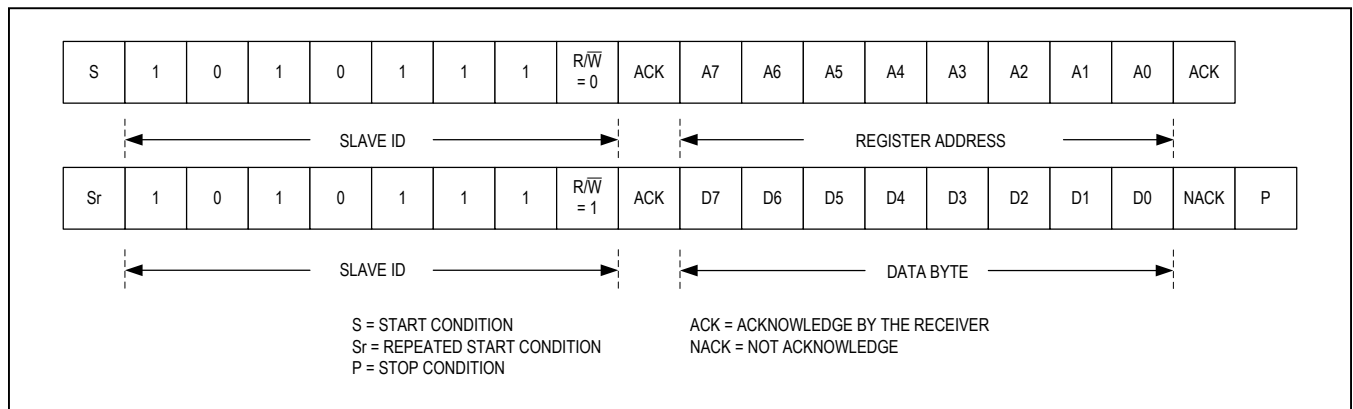 S 1 0 1 0 1 1 1 R/W̅ = 0 ACK A7 A6 A5 A4 A3 A2 A1 A0 ACK
SLAVE ID REGISTER ADDRESS
Sr 1 0 1 0 1 1 1 R/W̅ = 1 ACK D7 D6 D5 D4 D3 D2 D1 D0 NACK P
SLAVE ID DATA BYTE
S = START CONDITION
Sr = REPEATED START CONDITION
P = STOP CONDITION
ACK = ACKNOWLEDGE BY THE RECEIVER
NACK = NOT ACKNOWLEDGE